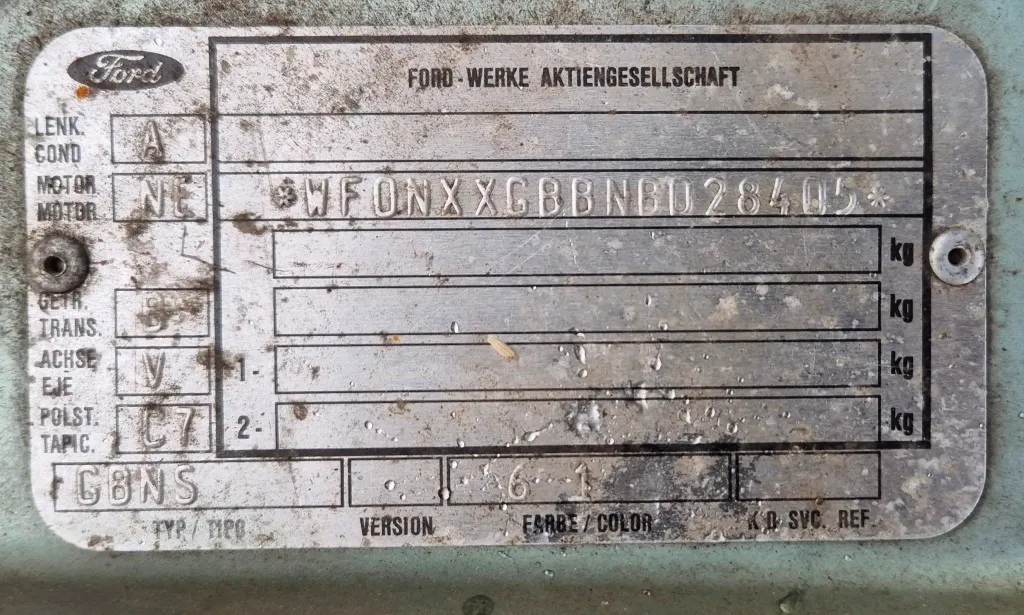 Ford
FORD-WERKE AKTIENGESELLSCHAFT
LENK. COND A
MOTOR MOTOR NE *WF0NXXGBBNBD28405*
kg
GETR. TRANS. B kg
ACHSE EJE V 1- kg
POLST. TAPIC. C7 2- kg
GBNS 6 1
TYP / TIPO VERSION FARBE / COLOR K D SVC. REF.